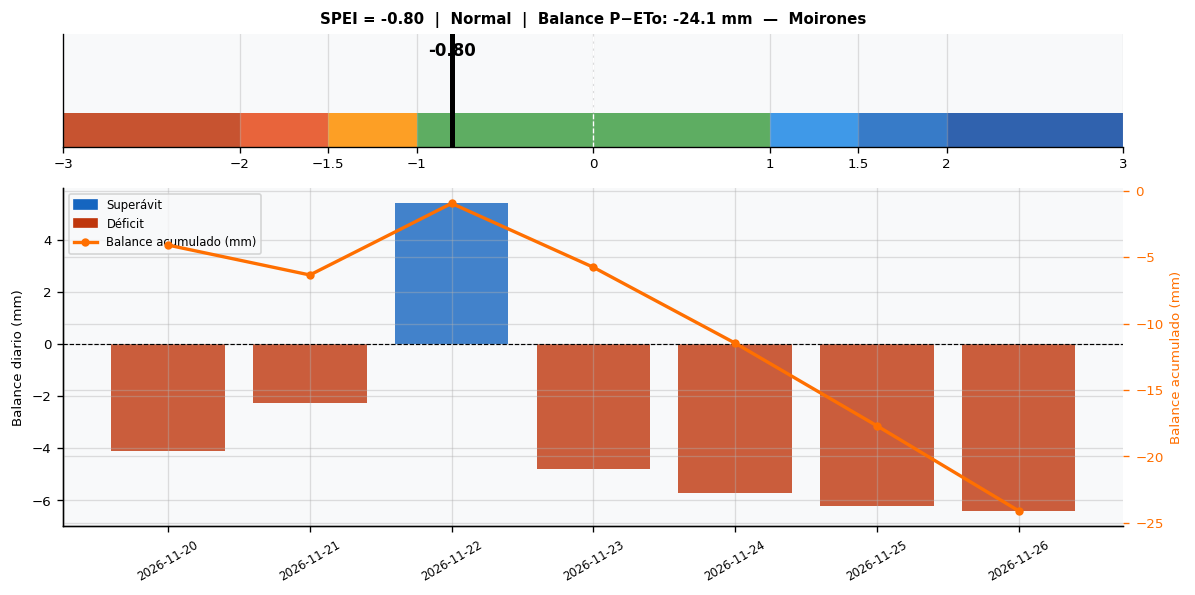 SPEI = -0.80 | Normal | Balance P−ETo: -24.1 mm — Moirones
-0.80
−3 −2 −1.5 −1 0 1 1.5 2 3
Superávit
Déficit
Balance acumulado (mm)
Balance diario (mm)
4
2
0
−2
−4
−6
0
−5
−10
−15
−20
−25
Balance acumulado (mm)
2026-11-20 2026-11-21 2026-11-22 2026-11-23 2026-11-24 2026-11-25 2026-11-26